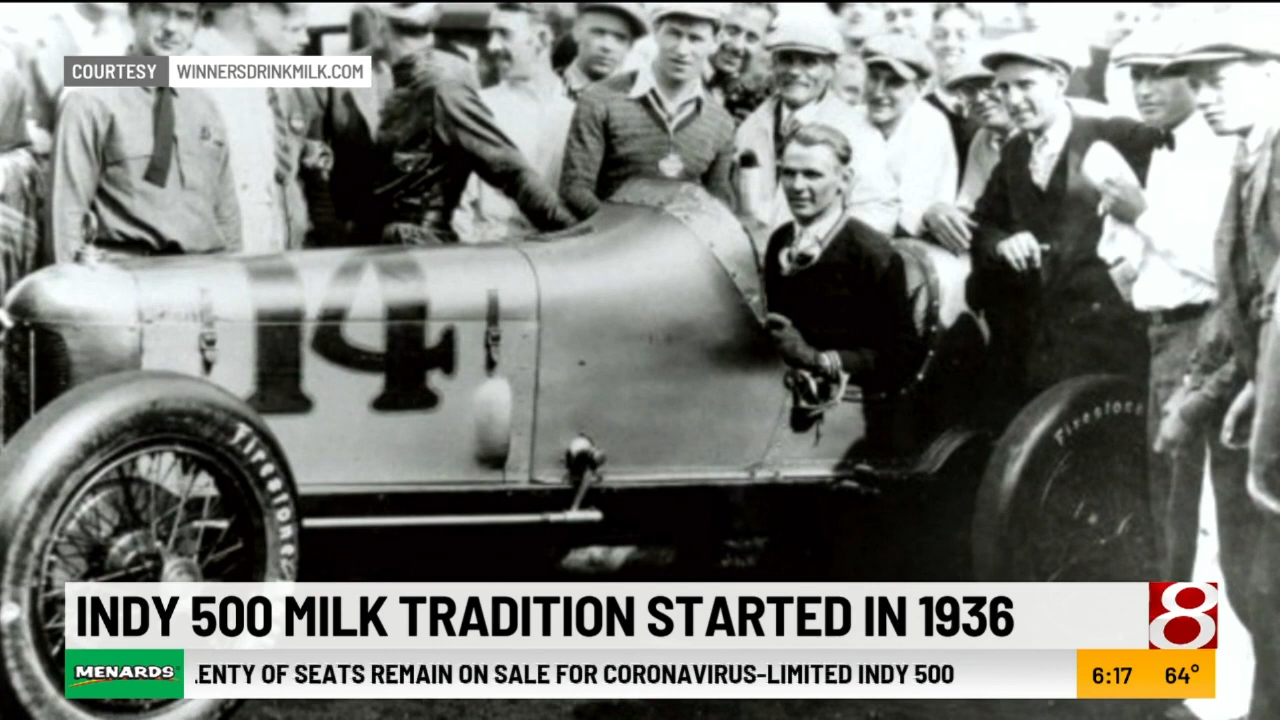 COURTESY WINNERSDRINKMILK.COM
14
Firestone
Firestone
INDY 500 MILK TRADITION STARTED IN 1936
8
MENARDS LENTY OF SEATS REMAIN ON SALE FOR CORONAVIRUS-LIMITED INDY 500 6:17 64°